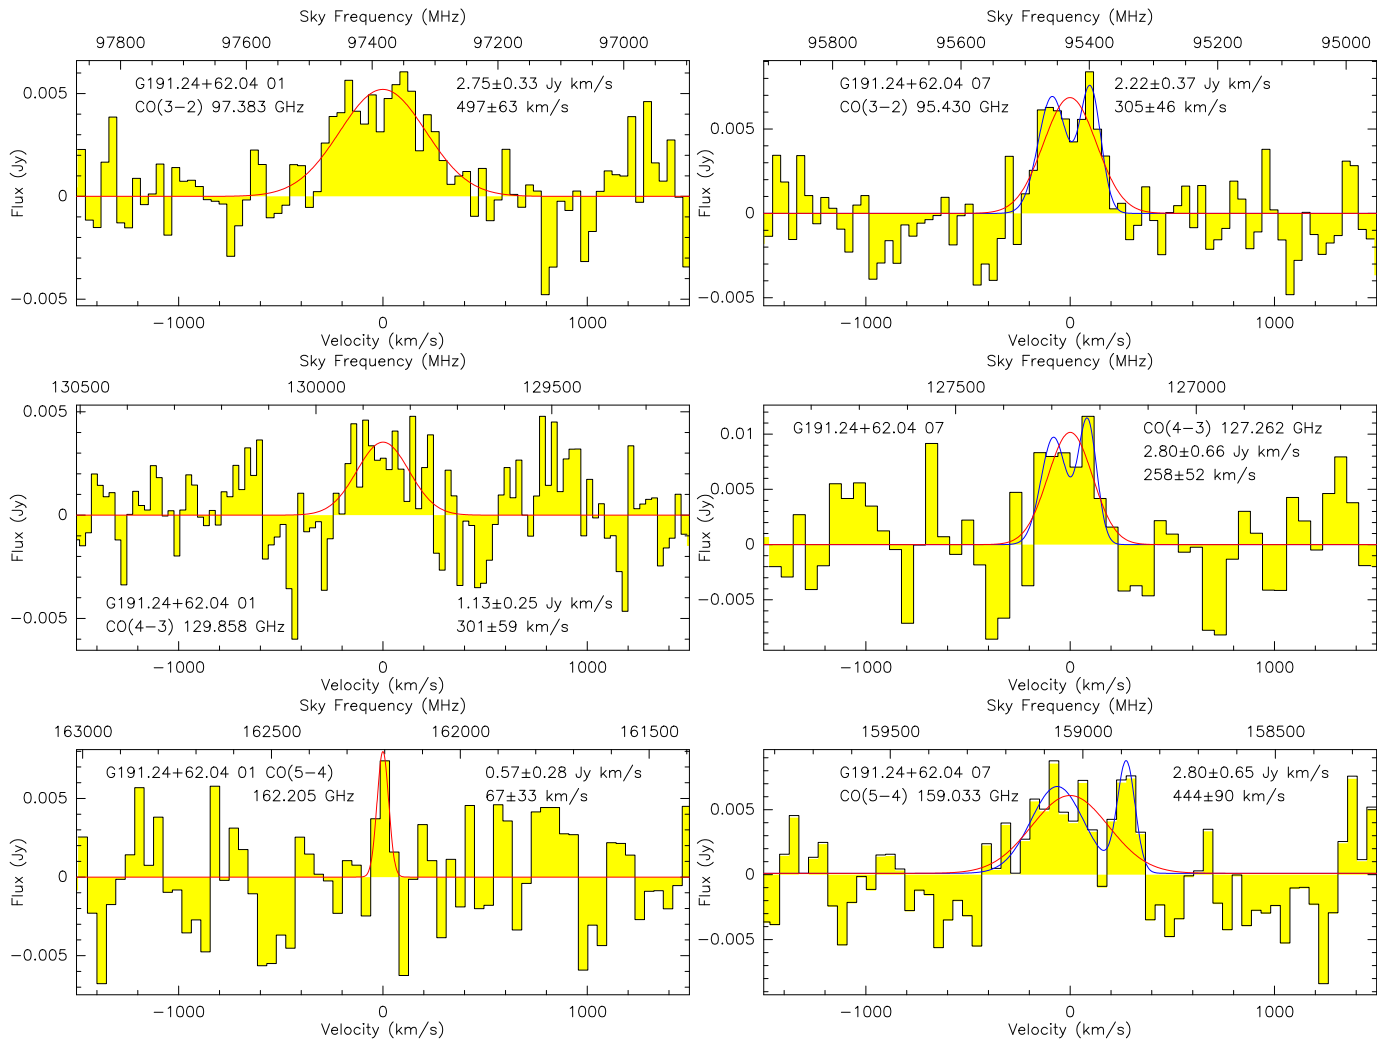 Sky Frequency (MHz)
97800 97600 97400 97200 97000
G191.24+62.04 01 2.75±0.33 Jy km/s
CO(3−2) 97.383 GHz 497±63 km/s
0.005
0
−0.005
Flux (Jy)
−1000 0 1000
Velocity (km/s)
Sky Frequency (MHz)
95800 95600 95400 95200 95000
G191.24+62.04 07 2.22±0.37 Jy km/s
CO(3−2) 95.430 GHz 305±46 km/s
0.005
0
−0.005
Flux (Jy)
−1000 0 1000
Velocity (km/s)
Sky Frequency (MHz)
130500 130000 129500
0.005
0
−0.005
Flux (Jy)
G191.24+62.04 01 1.13±0.25 Jy km/s
CO(4−3) 129.858 GHz 301±59 km/s
−1000 0 1000
Velocity (km/s)
Sky Frequency (MHz)
127500 127000
G191.24+62.04 07 CO(4−3) 127.262 GHz
2.80±0.66 Jy km/s
258±52 km/s
0.01
0.005
0
−0.005
Flux (Jy)
−1000 0 1000
Velocity (km/s)
Sky Frequency (MHz)
163000 162500 162000 161500
G191.24+62.04 01 CO(5−4) 0.57±0.28 Jy km/s
162.205 GHz 67±33 km/s
0.005
0
−0.005
Flux (Jy)
−1000 0 1000
Velocity (km/s)
Sky Frequency (MHz)
159500 159000 158500
G191.24+62.04 07 2.80±0.65 Jy km/s
CO(5−4) 159.033 GHz 444±90 km/s
0.005
0
−0.005
Flux (Jy)
−1000 0 1000
Velocity (km/s)